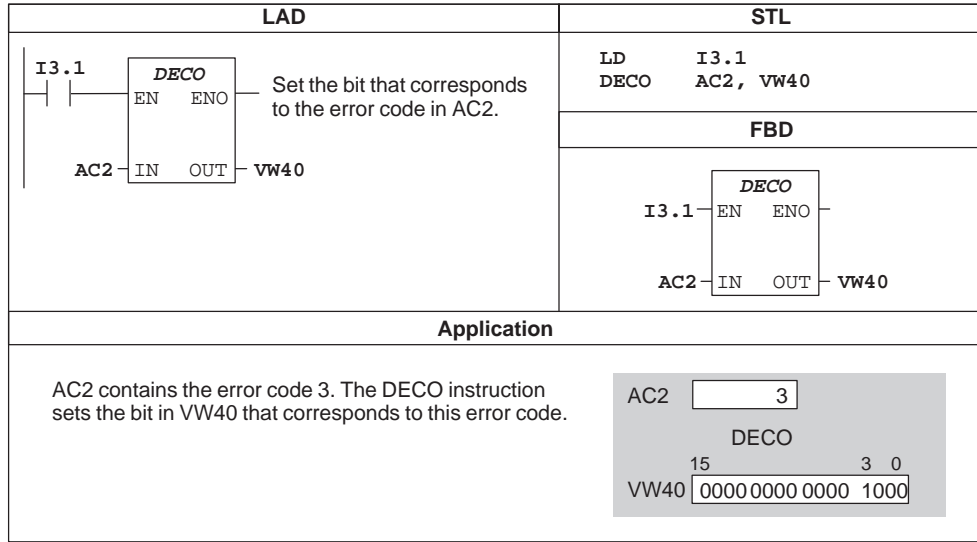 LAD
I3.1
DECO
EN ENO
Set the bit that corresponds
to the error code in AC2.
AC2 IN OUT VW40
STL
LD I3.1
DECO AC2, VW40
FBD
DECO
I3.1 EN ENO
AC2 IN OUT VW40
Application
AC2 contains the error code 3. The DECO instruction
sets the bit in VW40 that corresponds to this error code.
AC2 3
DECO
15 3 0
VW40 0000 0000 0000 1000